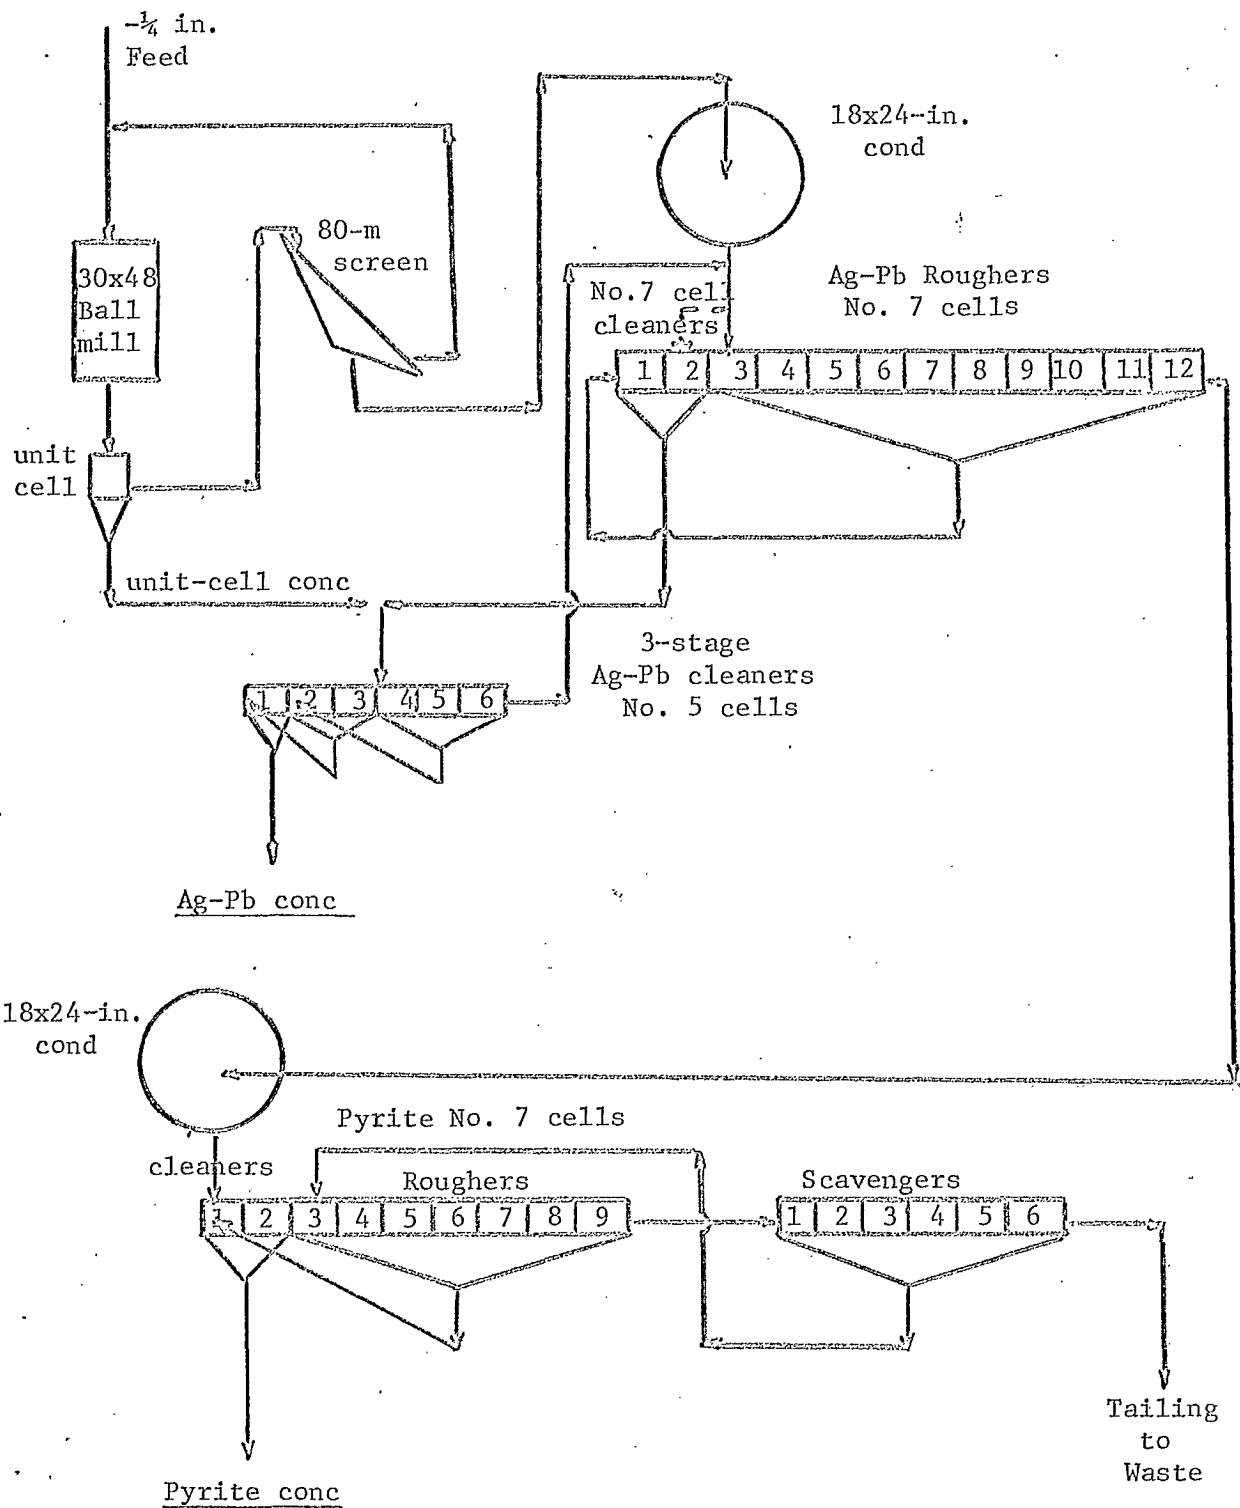 -¼ in.
Feed
18x24-in.
cond
80-m
screen
30x48
Ball
mill
No.7 cell
cleaners
Ag-Pb Roughers
No. 7 cells
1 2 3 4 5 6 7 8 9 10 11 12
unit
cell
unit-cell conc
3-stage
Ag-Pb cleaners
No. 5 cells
1 2 3 4 5 6
Ag-Pb conc
18x24-in.
cond
Pyrite No. 7 cells
cleaners
Roughers
Scavengers
1 2 3 4 5 6 7 8 9
1 2 3 4 5 6
Tailing
to
Waste
Pyrite conc